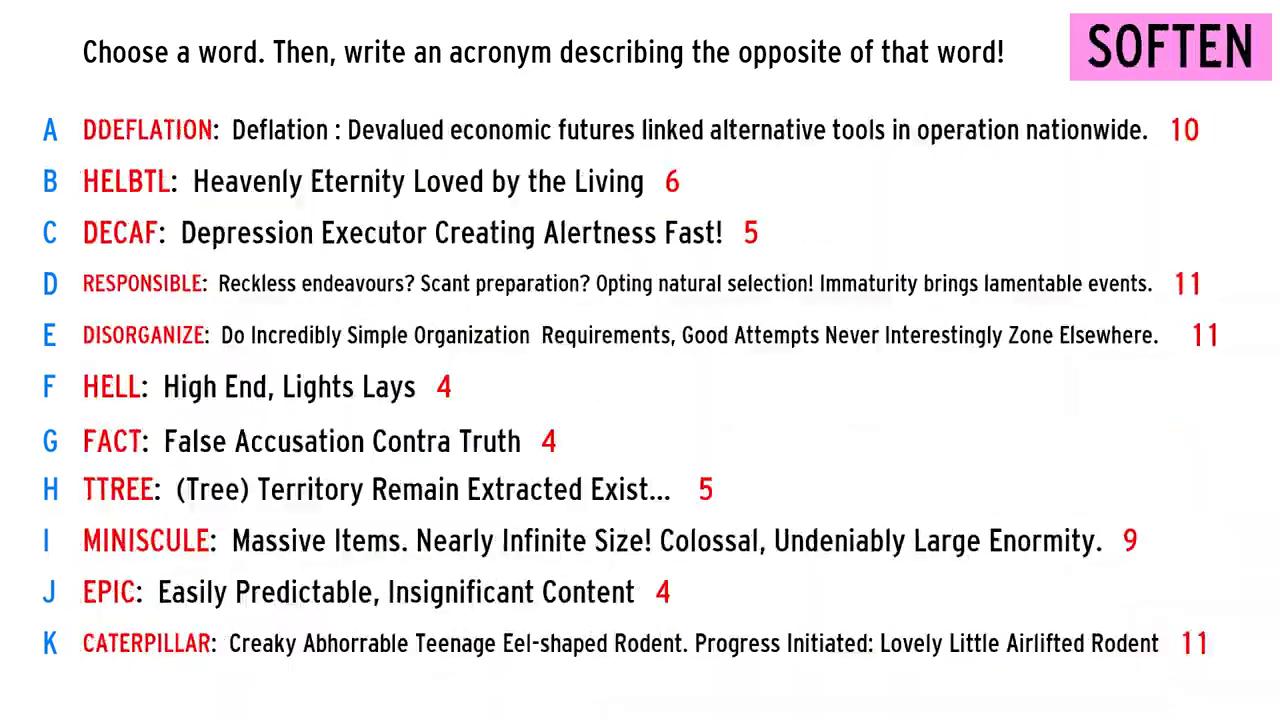 Choose a word. Then, write an acronym describing the opposite of that word!
SOFTEN
A DDEFLATION: Deflation : Devalued economic futures linked alternative tools in operation nationwide. 10
B HELBTL: Heavenly Eternity Loved by the Living 6
C DECAF: Depression Executor Creating Alertness Fast! 5
D RESPONSIBLE: Reckless endeavours? Scant preparation? Opting natural selection! Immaturity brings lamentable events. 11
E DISORGANIZE: Do Incredibly Simple Organization Requirements, Good Attempts Never Interestingly Zone Elsewhere. 11
F HELL: High End, Lights Lays 4
G FACT: False Accusation Contra Truth 4
H TTREE: (Tree) Territory Remain Extracted Exist... 5
I MINISCULE: Massive Items. Nearly Infinite Size! Colossal, Undeniably Large Enormity. 9
J EPIC: Easily Predictable, Insignificant Content 4
K CATERPILLAR: Creaky Abhorrable Teenage Eel-shaped Rodent. Progress Initiated: Lovely Little Airlifted Rodent 11